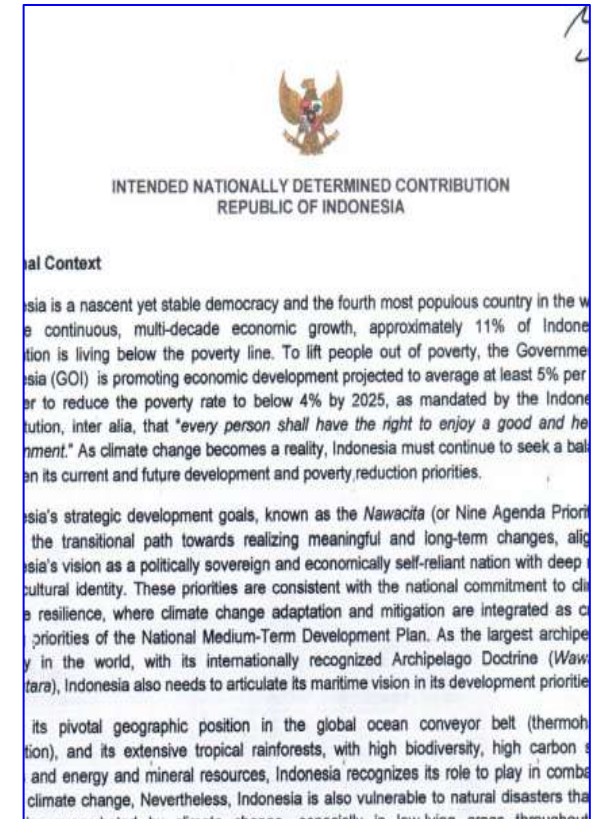 INTENDED NATIONALLY DETERMINED CONTRIBUTION
REPUBLIC OF INDONESIA
al Context
sia is a nascent yet stable democracy and the fourth most populous country in the w
e continuous, multi-decade economic growth, approximately 11% of Indone
tion is living below the poverty line. To lift people out of poverty, the Governme
sia (GOI) is promoting economic development projected to average at least 5% per
er to reduce the poverty rate to below 4% by 2025, as mandated by the Indone
tution, inter alia, that "every person shall have the right to enjoy a good and he
nment." As climate change becomes a reality, Indonesia must continue to seek a bala
en its current and future development and poverty reduction priorities.
sia's strategic development goals, known as the Nawacita (or Nine Agenda Priorit
the transitional path towards realizing meaningful and long-term changes, alig
sia's vision as a politically sovereign and economically self-reliant nation with deep
cultural identity. These priorities are consistent with the national commitment to cli
e resilience, where climate change adaptation and mitigation are integrated as c
priorities of the National Medium-Term Development Plan. As the largest archipe
y in the world, with its internationally recognized Archipelago Doctrine (Waw
tara), Indonesia also needs to articulate its maritime vision in its development prioritie
its pivotal geographic position in the global ocean conveyor belt (thermoh
tion), and its extensive tropical rainforests, with high biodiversity, high carbon s
and energy and mineral resources, Indonesia recognizes its role to play in comba
climate change, Nevertheless, Indonesia is also vulnerable to natural disasters tha
by climate change, especially in low-lying areas throughout